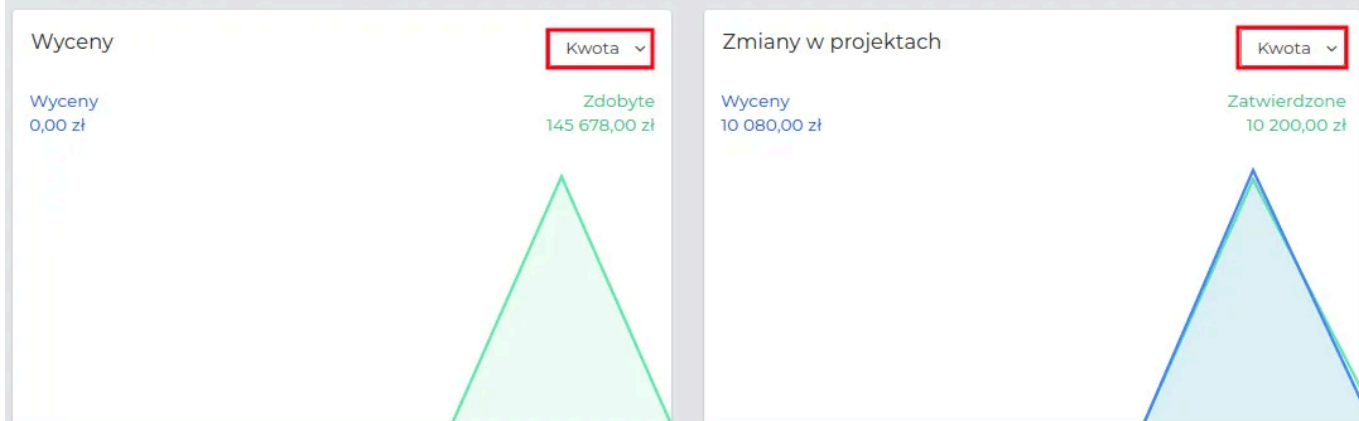 Wyceny
Kwota
Wyceny
Zdobyte
0,00 zł
145 678,00 zł
Zmiany w projektach
Kwota
Wyceny
Zatwierdzone
10 080,00 zł
10 200,00 zł